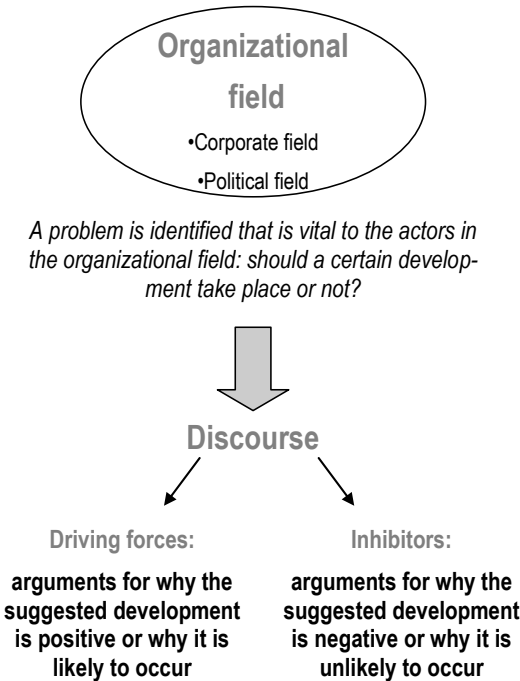 Organizational
field
•Corporate field
•Political field
A problem is identified that is vital to the actors in
the organizational field: should a certain develop-
ment take place or not?
Discourse
Driving forces:
arguments for why the
suggested development
is positive or why it is
likely to occur
Inhibitors:
arguments for why the
suggested development
is negative or why it is
unlikely to occur